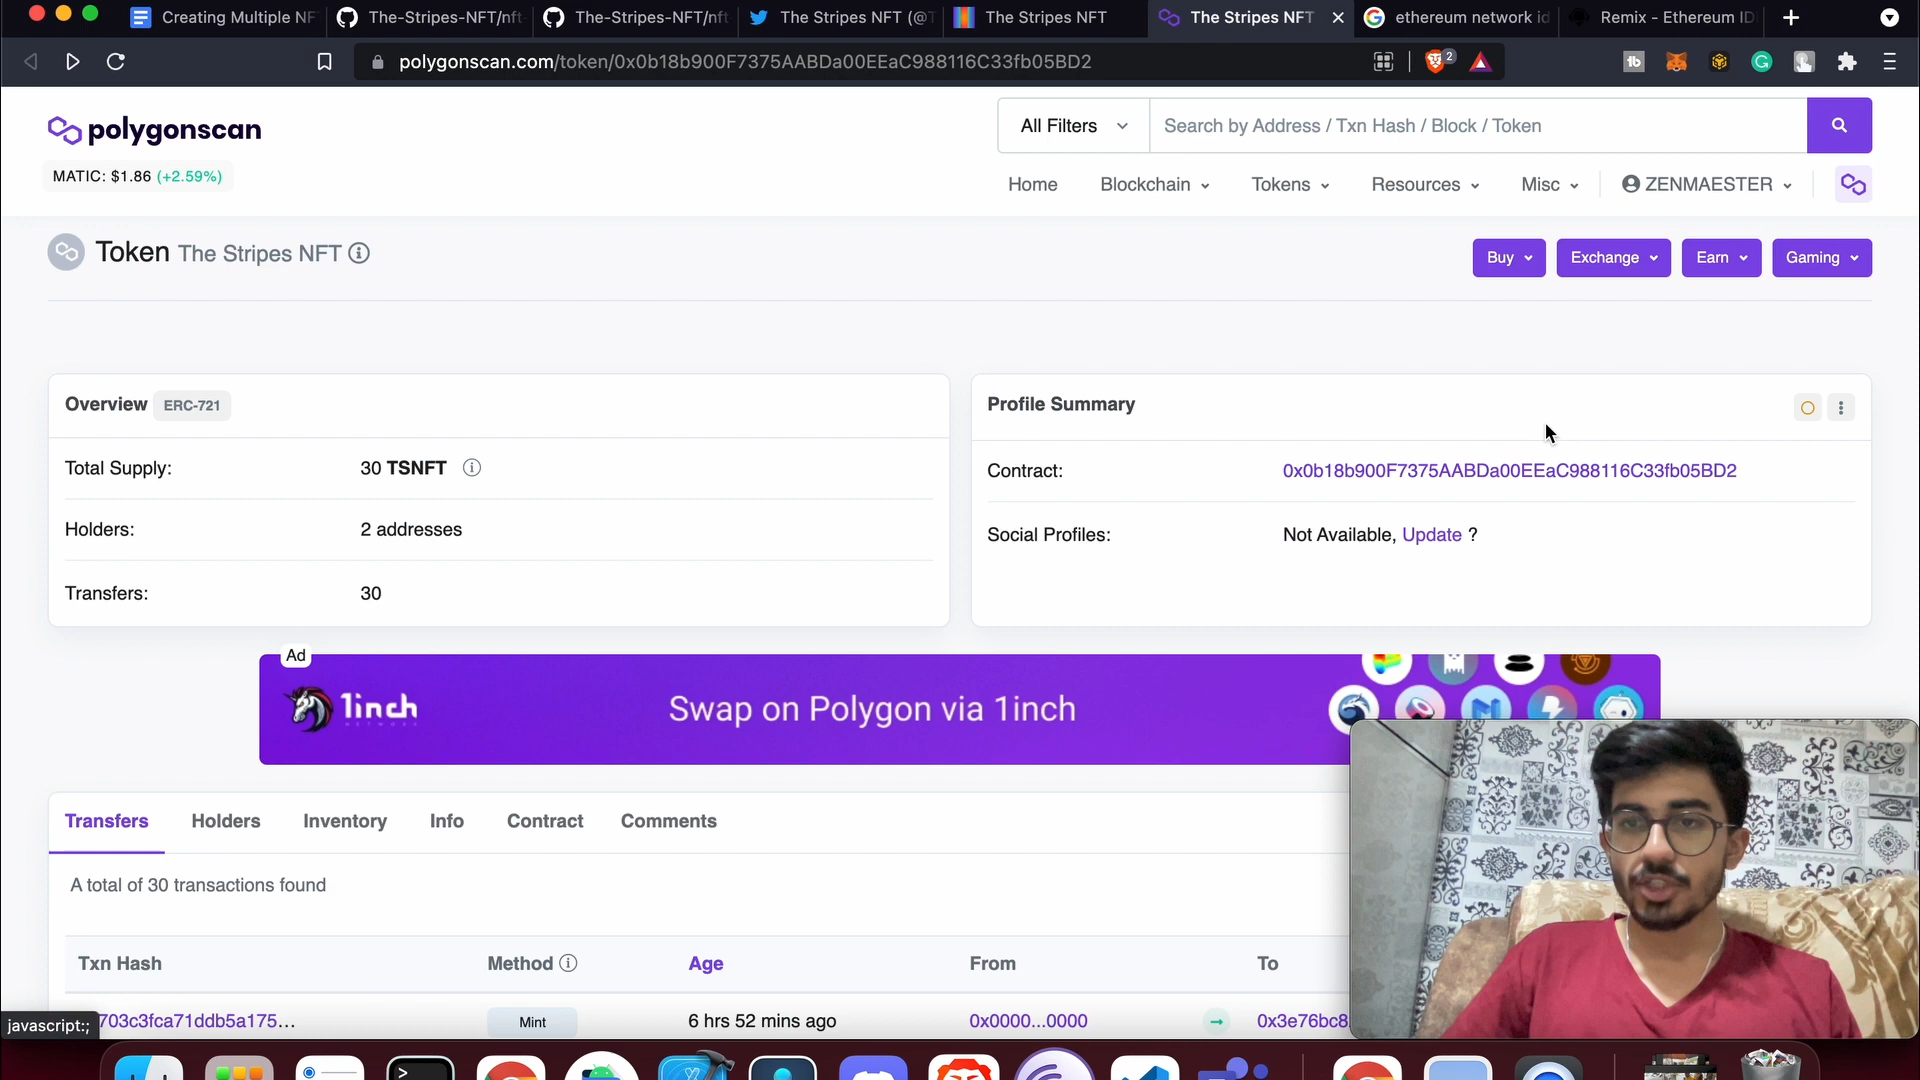 Creating Multiple NF
The-Stripes-NFT/nft
The-Stripes-NFT/nft
The Stripes NFT (@T
The Stripes NFT
The Stripes NFT
ethereum network id
Remix - Ethereum ID
polygonscan.com/token/0x0b18b900F7375AABDa00EEaC988116C33fb05BD2
2
polygonscan
All Filters
Search by Address / Txn Hash / Block / Token
MATIC: $1.86 (+2.59%)
Home
Blockchain
Tokens
Resources
Misc
ZENMAESTER
Token The Stripes NFT
Buy
Exchange
Earn
Gaming
Overview ERC-721
Total Supply: 30 TSNFT
Holders: 2 addresses
Transfers: 30
Profile Summary
Contract: 0x0b18b900F7375AABDa00EEaC988116C33fb05BD2
Social Profiles: Not Available, Update ?
Ad
1inch
NETWORK
Swap on Polygon via 1inch
Transfers
Holders
Inventory
Info
Contract
Comments
A total of 30 transactions found
Txn Hash
Method
Age
From
To
703c3fca71ddb5a175...
Mint
6 hrs 52 mins ago
0x0000...0000
0x3e76bc8
javascript:;